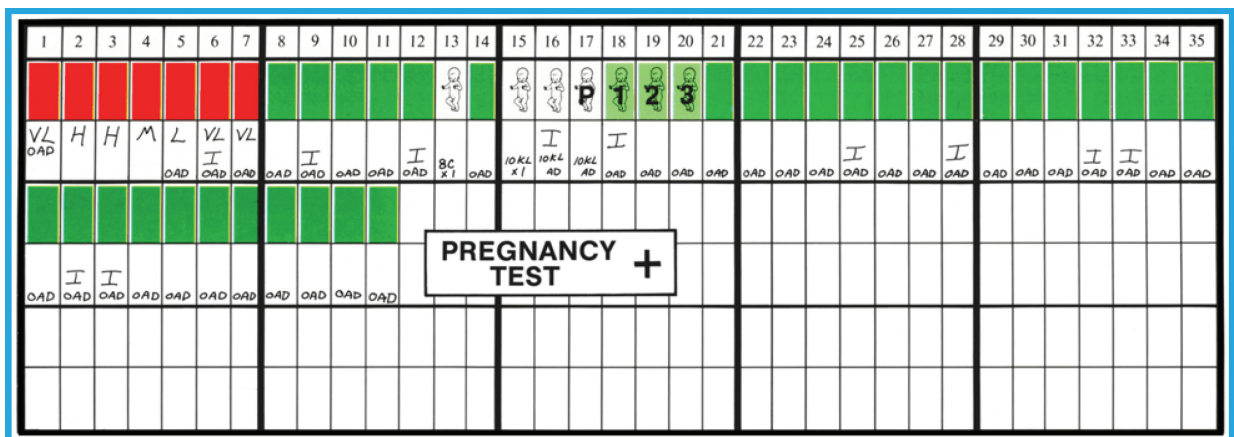 1 2 3 4 5 6 7 8 9 10 11 12 13 14 15 16 17 18 19 20 21 22 23 24 25 26 27 28 29 30 31 32 33 34 35
P 1 2 3
VL H H M L VL VL
I I I I I I I I I
OAD OAD OAD OAD OAD I OAD OAD OAD 8C OAD 10KL 10KL 10KL OAD OAD OAD OAD OAD OAD OAD OAD OAD OAD OAD OAD OAD OAD OAD OAD OAD OAD OAD
X1 X1 AD AD
PREGNANCY TEST +
I I
OAD OAD OAD OAD OAD OAD OAD OAD OAD OAD OAD